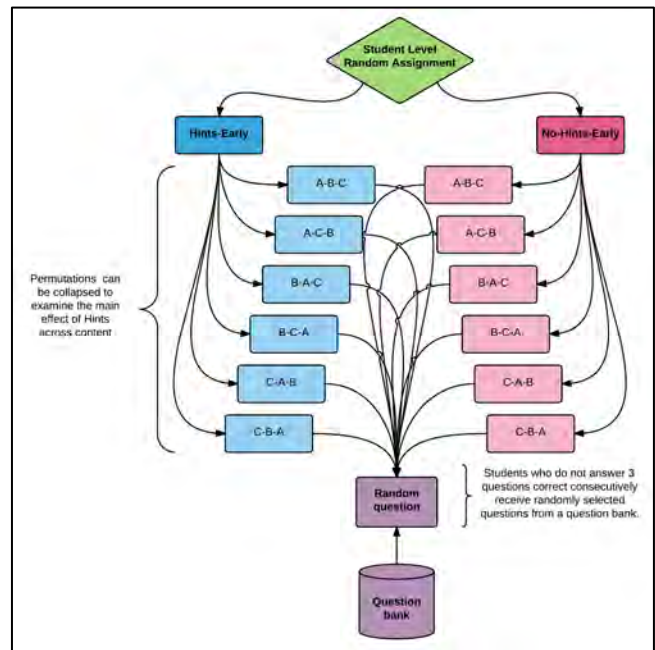 Student Level
Random Assignment
Hints-Early
No-Hints-Early
A-B-C
A-B-C
A-C-B
A-C-B
B-A-C
B-A-C
Permutations can
be collapsed to
examine the main
effect of Hints
across content
B-C-A
B-C-A
C-A-B
C-A-B
C-B-A
C-B-A
Random
question
Students who do not answer 3
questions correct consecutively
receive randomly selected
questions from a question bank.
Question
bank